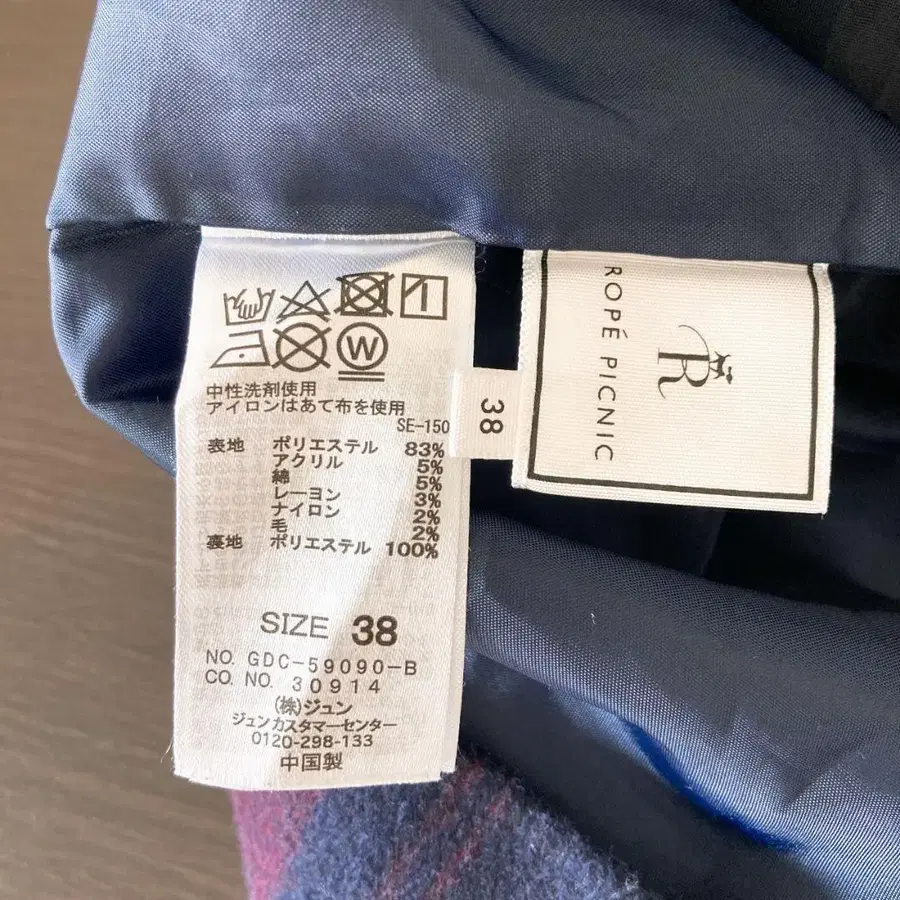 W
中性洗剤使用
アイロンはあて布を使用
SE-150
表地 ポリエステル 83%
アクリル 5%
綿 5%
レーヨン 3%
ナイロン 2%
毛 2%
裏地 ポリエステル 100%
SIZE 38
NO. GDC-59090-B
CO. NO. 30914
(株)ジュン
ジュンカスタマーセンター
0120-298-133
中国製
38
R
ROPÉ PICNIC